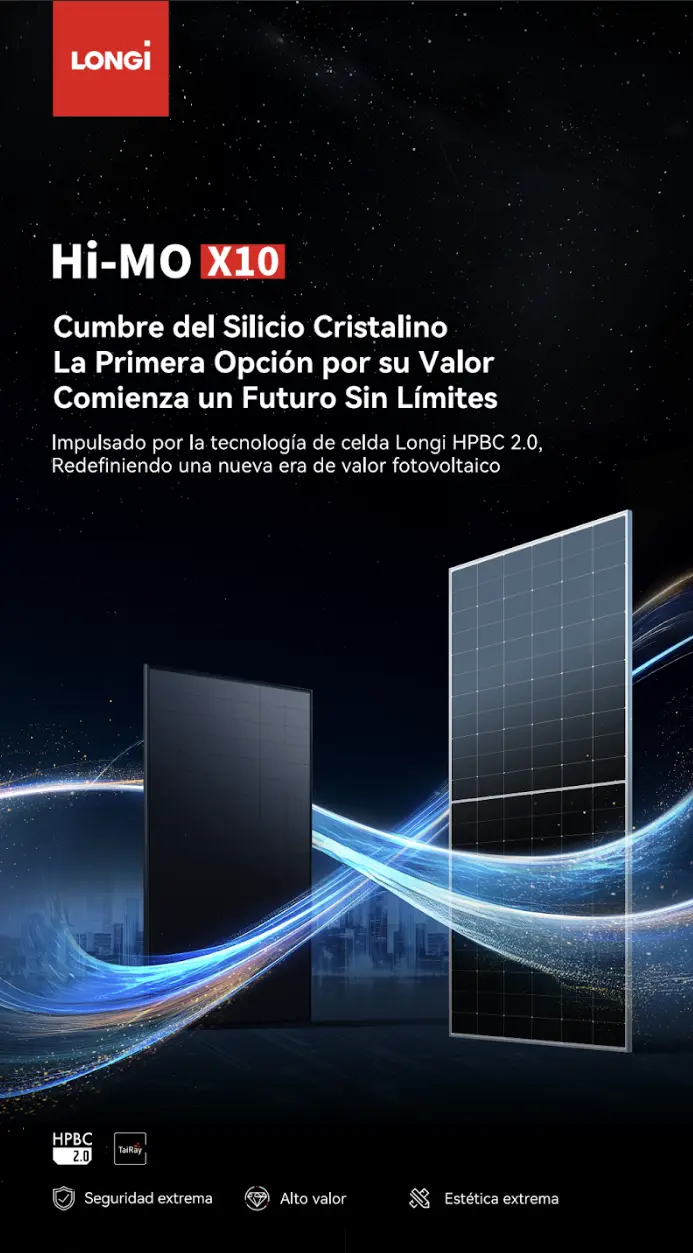 LONGi
Hi-MO X10
Cumbre del Silicio Cristalino
La Primera Opción por su Valor
Comienza un Futuro Sin Límites
Impulsado por la tecnología de celda Longi HPBC 2.0,
Redefiniendo una nueva era de valor fotovoltaico
HPBC
2.0
TaiRay
Seguridad extrema
Alto valor
Estética extrema